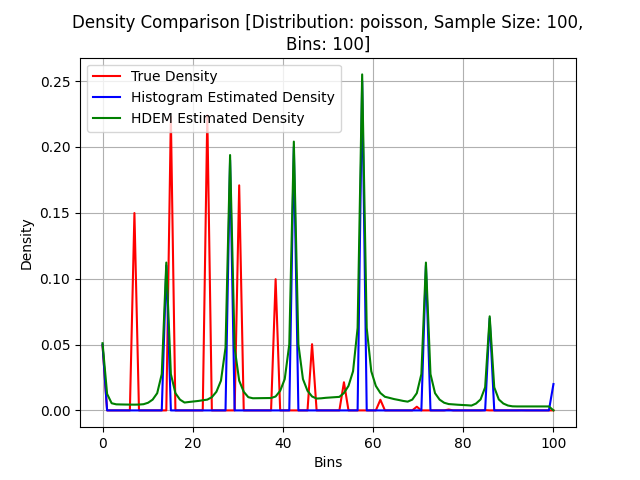 Density Comparison [Distribution: poisson, Sample Size: 100,
Bins: 100]
True Density
Histogram Estimated Density
HDEM Estimated Density
0.25
0.20
0.15
0.10
0.05
0.00
Density
0 20 40 60 80 100
Bins